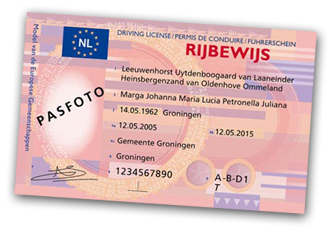 DRIVING LICENSE/PERMIS DE CONDUIRE/FÜHRERSCHEIN
RIJBEWIJS
NL
Model van de Europese Gemeenschappen
PASFOTO
Leeuwenhorst Uytdenboogaard van Laaneinder
Heinsbergenzand van Oldenhove Ommeland
Marga Johanna Maria Lucia Petronella Juliana
14.05.1962 Groningen
12.05.2005 12.05.2015
Gemeente Groningen
Groningen
1234567890
A-B-D1
T